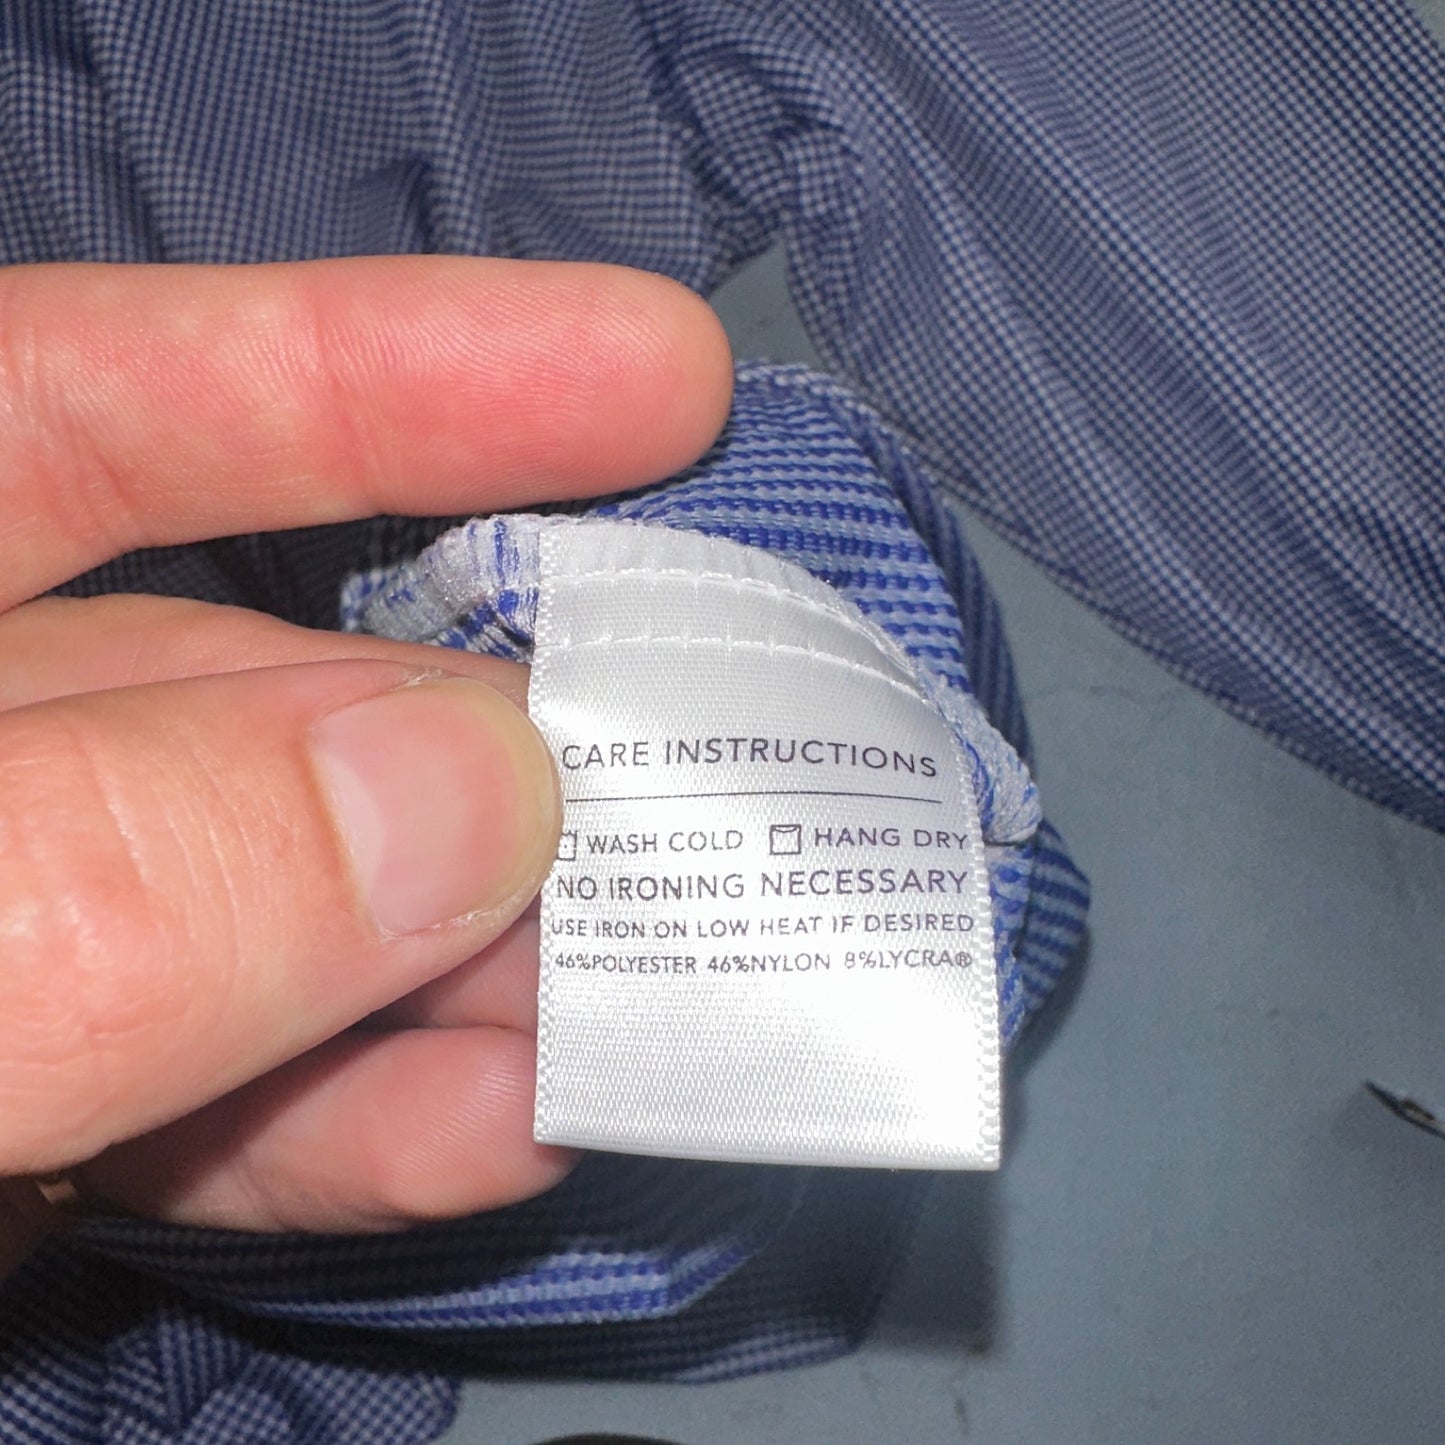 CARE INSTRUCTIONS
WASH COLD HANG DRY
NO IRONING NECESSARY
USE IRON ON LOW HEAT IF DESIRED
46%POLYESTER 46%NYLON 8%LYCRA®